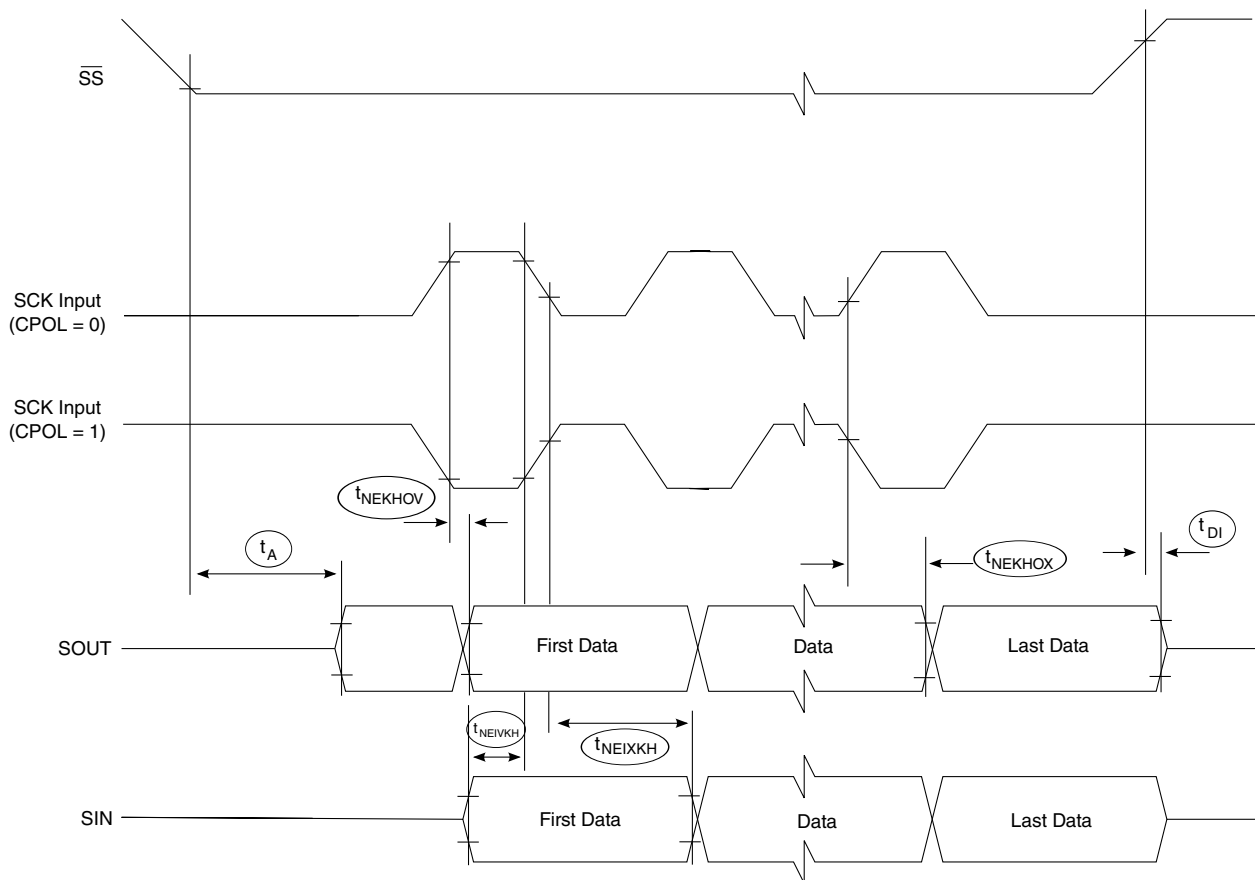 SS
SCK Input
(CPOL = 0)
SCK Input
(CPOL = 1)
tNEKHOV
tA
tNEKHOX
tDI
SOUT
First Data
Data
Last Data
tNEIVKH
tNEIXKH
SIN
First Data
Data
Last Data